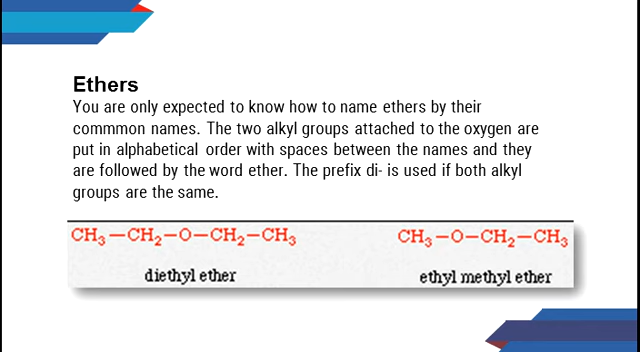 Ethers
You are only expected to know how to name ethers by their
commmon names. The two alkyl groups attached to the oxygen are
put in alphabetical order with spaces between the names and they
are followed by the word ether. The prefix di- is used if both alkyl
groups are the same.
CH₃—CH₂—O—CH₂—CH₃ CH₃—O—CH₂—CH₃
diethyl ether ethyl methyl ether